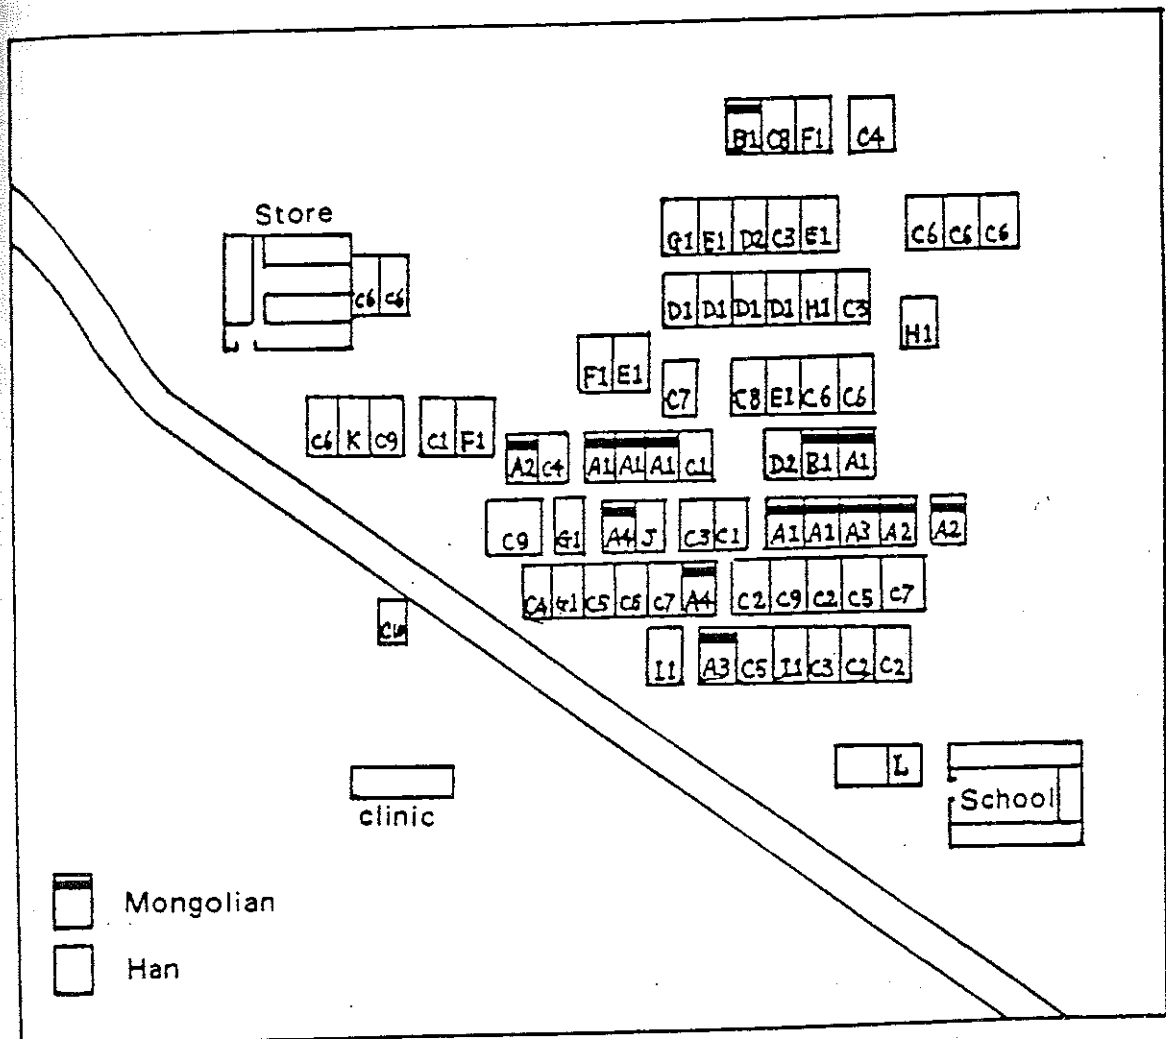 B1 C8 F1 C4
Store
G1 E1 D2 C3 E1 C6 C6 C6
C6 C6
D1 D1 D1 D1 H1 C3
H1
F1 E1
C7 C8 E1 C6 C6
C6 K C9 C1 F1
A2 C4 A1 A1 A1 C1 D2 B1 A1
C9 G1 A4 J C3 C1 A1 A1 A3 A2 A2
G1 C5 C7 A4 C2 C9 C2 C5 C7
I1 A3 C5 I1 C3 C2 C2
L
School
clinic
Mongolian
Han